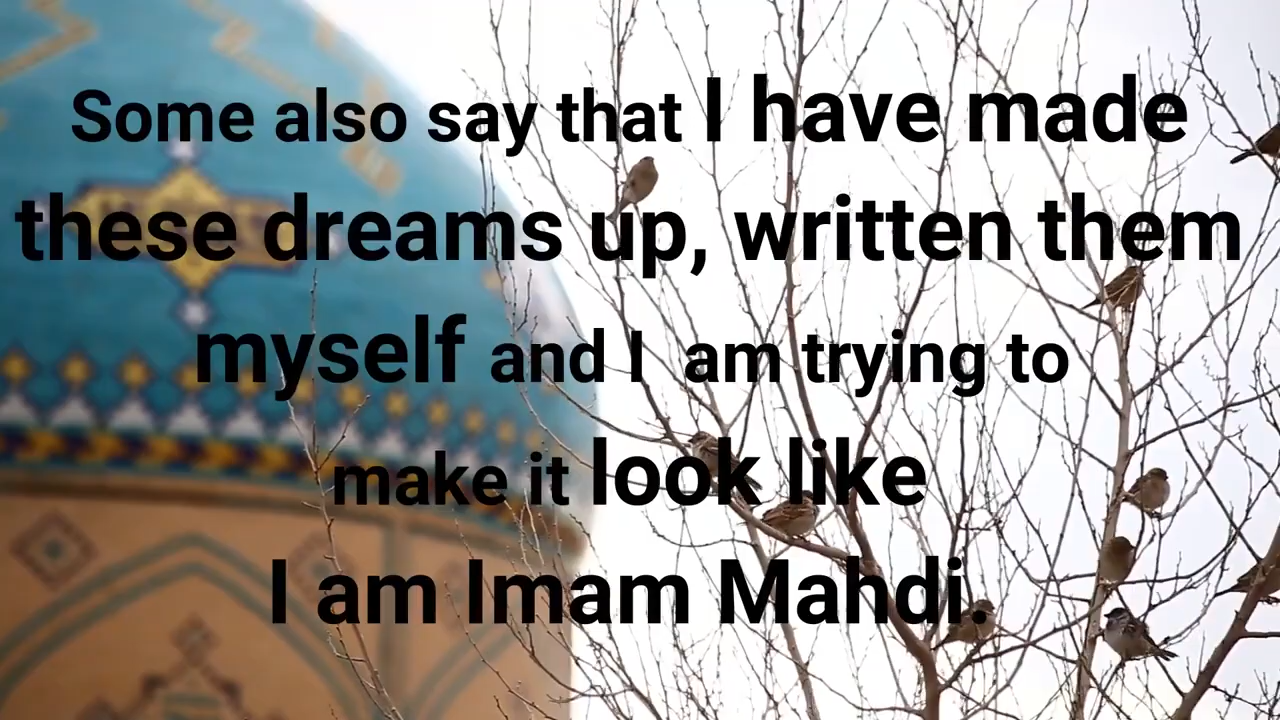 Some also say that I have made
these dreams up, written them
myself and I am trying to
make it look like
I am Imam Mahdi.